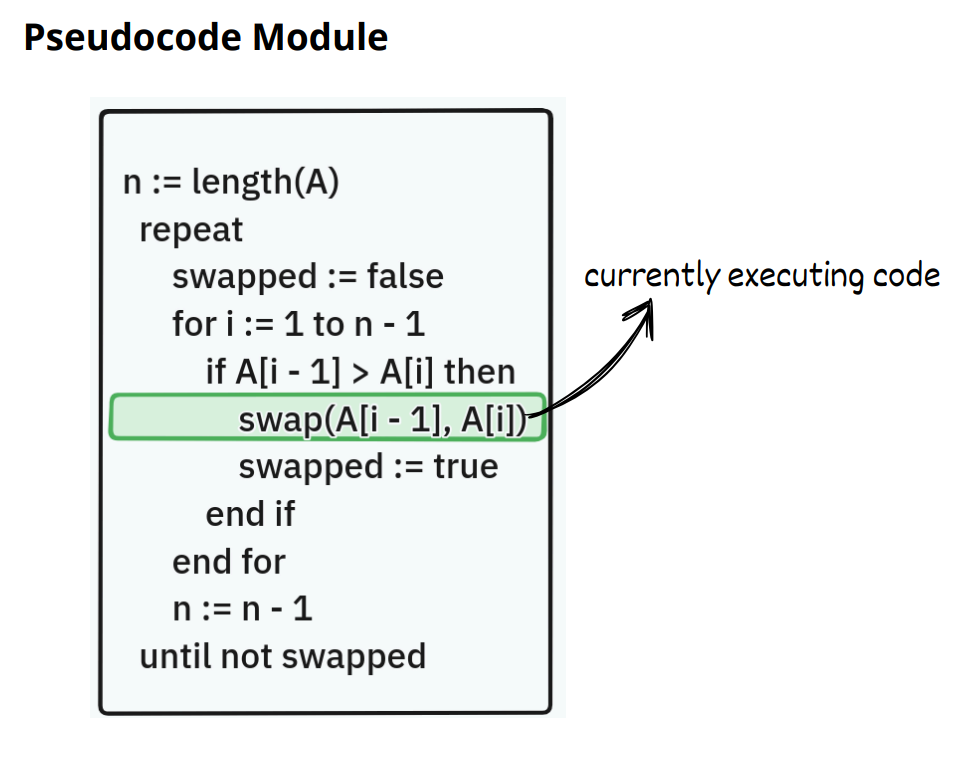 Pseudocode Module
n := length(A)
repeat
swapped := false
for i := 1 to n - 1
if A[i - 1] > A[i] then
swap(A[i - 1], A[i])
swapped := true
end if
end for
n := n - 1
until not swapped
currently executing code